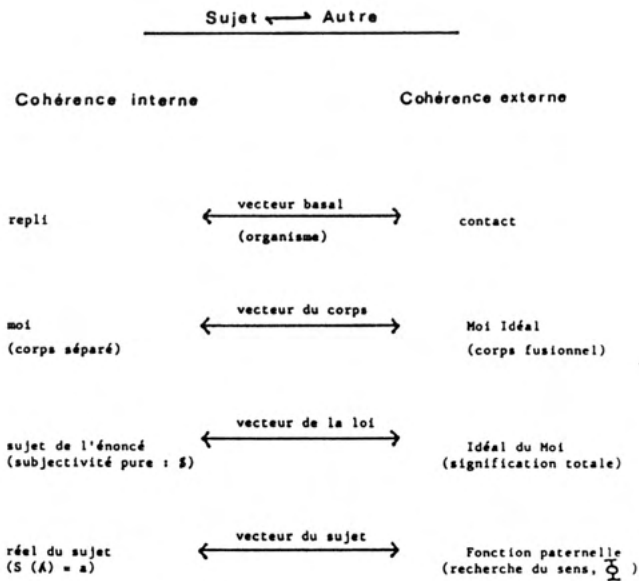 Sujet ⟵⟶ Autre
Cohérence interne
Cohérence externe
vecteur basal
repli
contact
(organisme)
vecteur du corps
moi
Moi Idéal
(corps séparé)
(corps fusionnel)
vecteur de la loi
sujet de l'énoncé
Idéal du Moi
(subjectivité pure : $)
(signification totale)
vecteur du sujet
réel du sujet
Fonction paternelle
(S (Ⱥ) = a)
(recherche du sens, Φ )